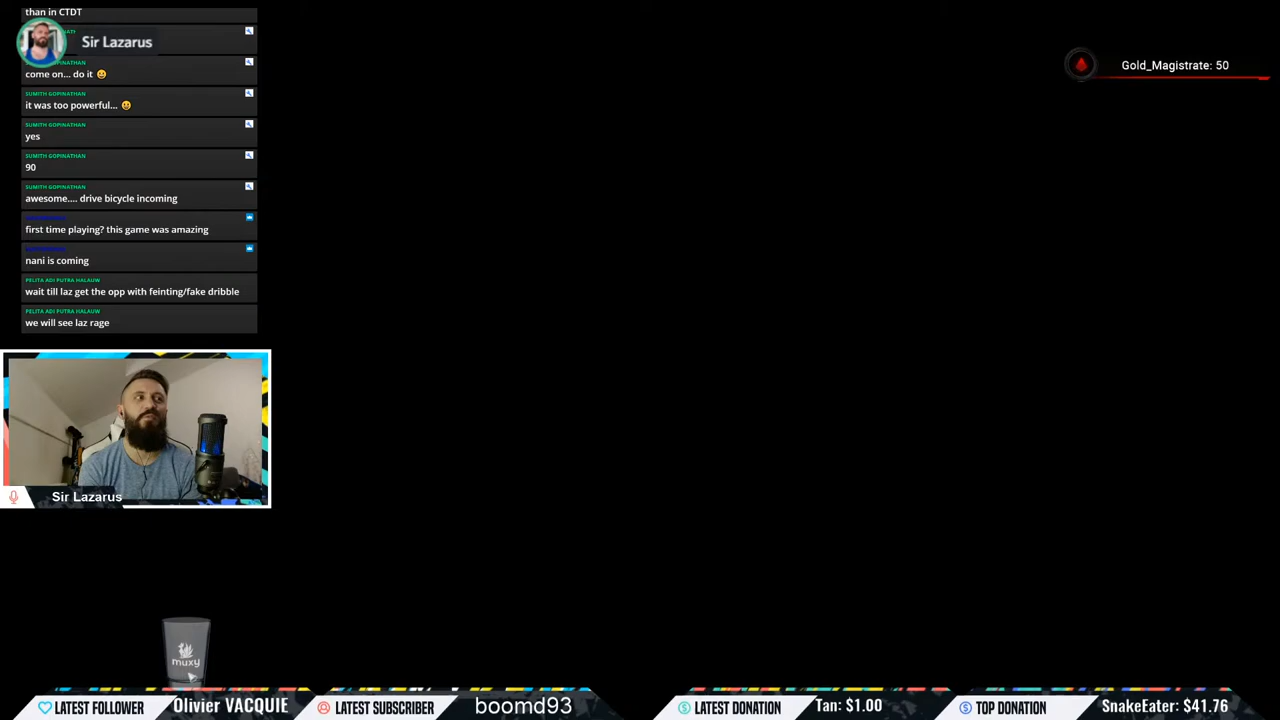 than in CTDT
Sir Lazarus
SUMITH GOPINATHAN
come on... do it
SUMITH GOPINATHAN
it was too powerful...
SUMITH GOPINATHAN
yes
SUMITH GOPINATHAN
90
SUMITH GOPINATHAN
awesome.... drive bicycle incoming
first time playing? this game was amazing
nani is coming
PELITA ADI PUTRA HALAUW
wait till laz get the opp with feinting/fake dribble
PELITA ADI PUTRA HALAUW
we will see laz rage
Gold_Magistrate: 50
Sir Lazarus
muxy
LATEST FOLLOWER Olivier VACQUIE
LATEST SUBSCRIBER boomd93
LATEST DONATION Tan: $1.00
TOP DONATION SnakeEater: $41.76